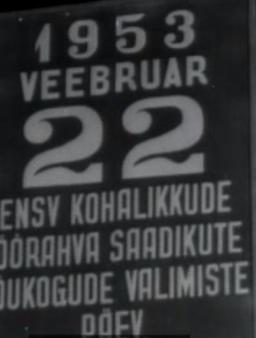 1953
VEEBRUAR
22
ENSV KOHALIKKUDE
ÖÖRAHVA SAADIKUTE
ÕUKOGUDE VALIMISTE
PÄEV